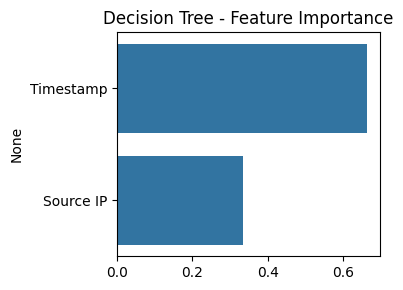 Decision Tree - Feature Importance
Timestamp
None
Source IP
0.0 0.2 0.4 0.6